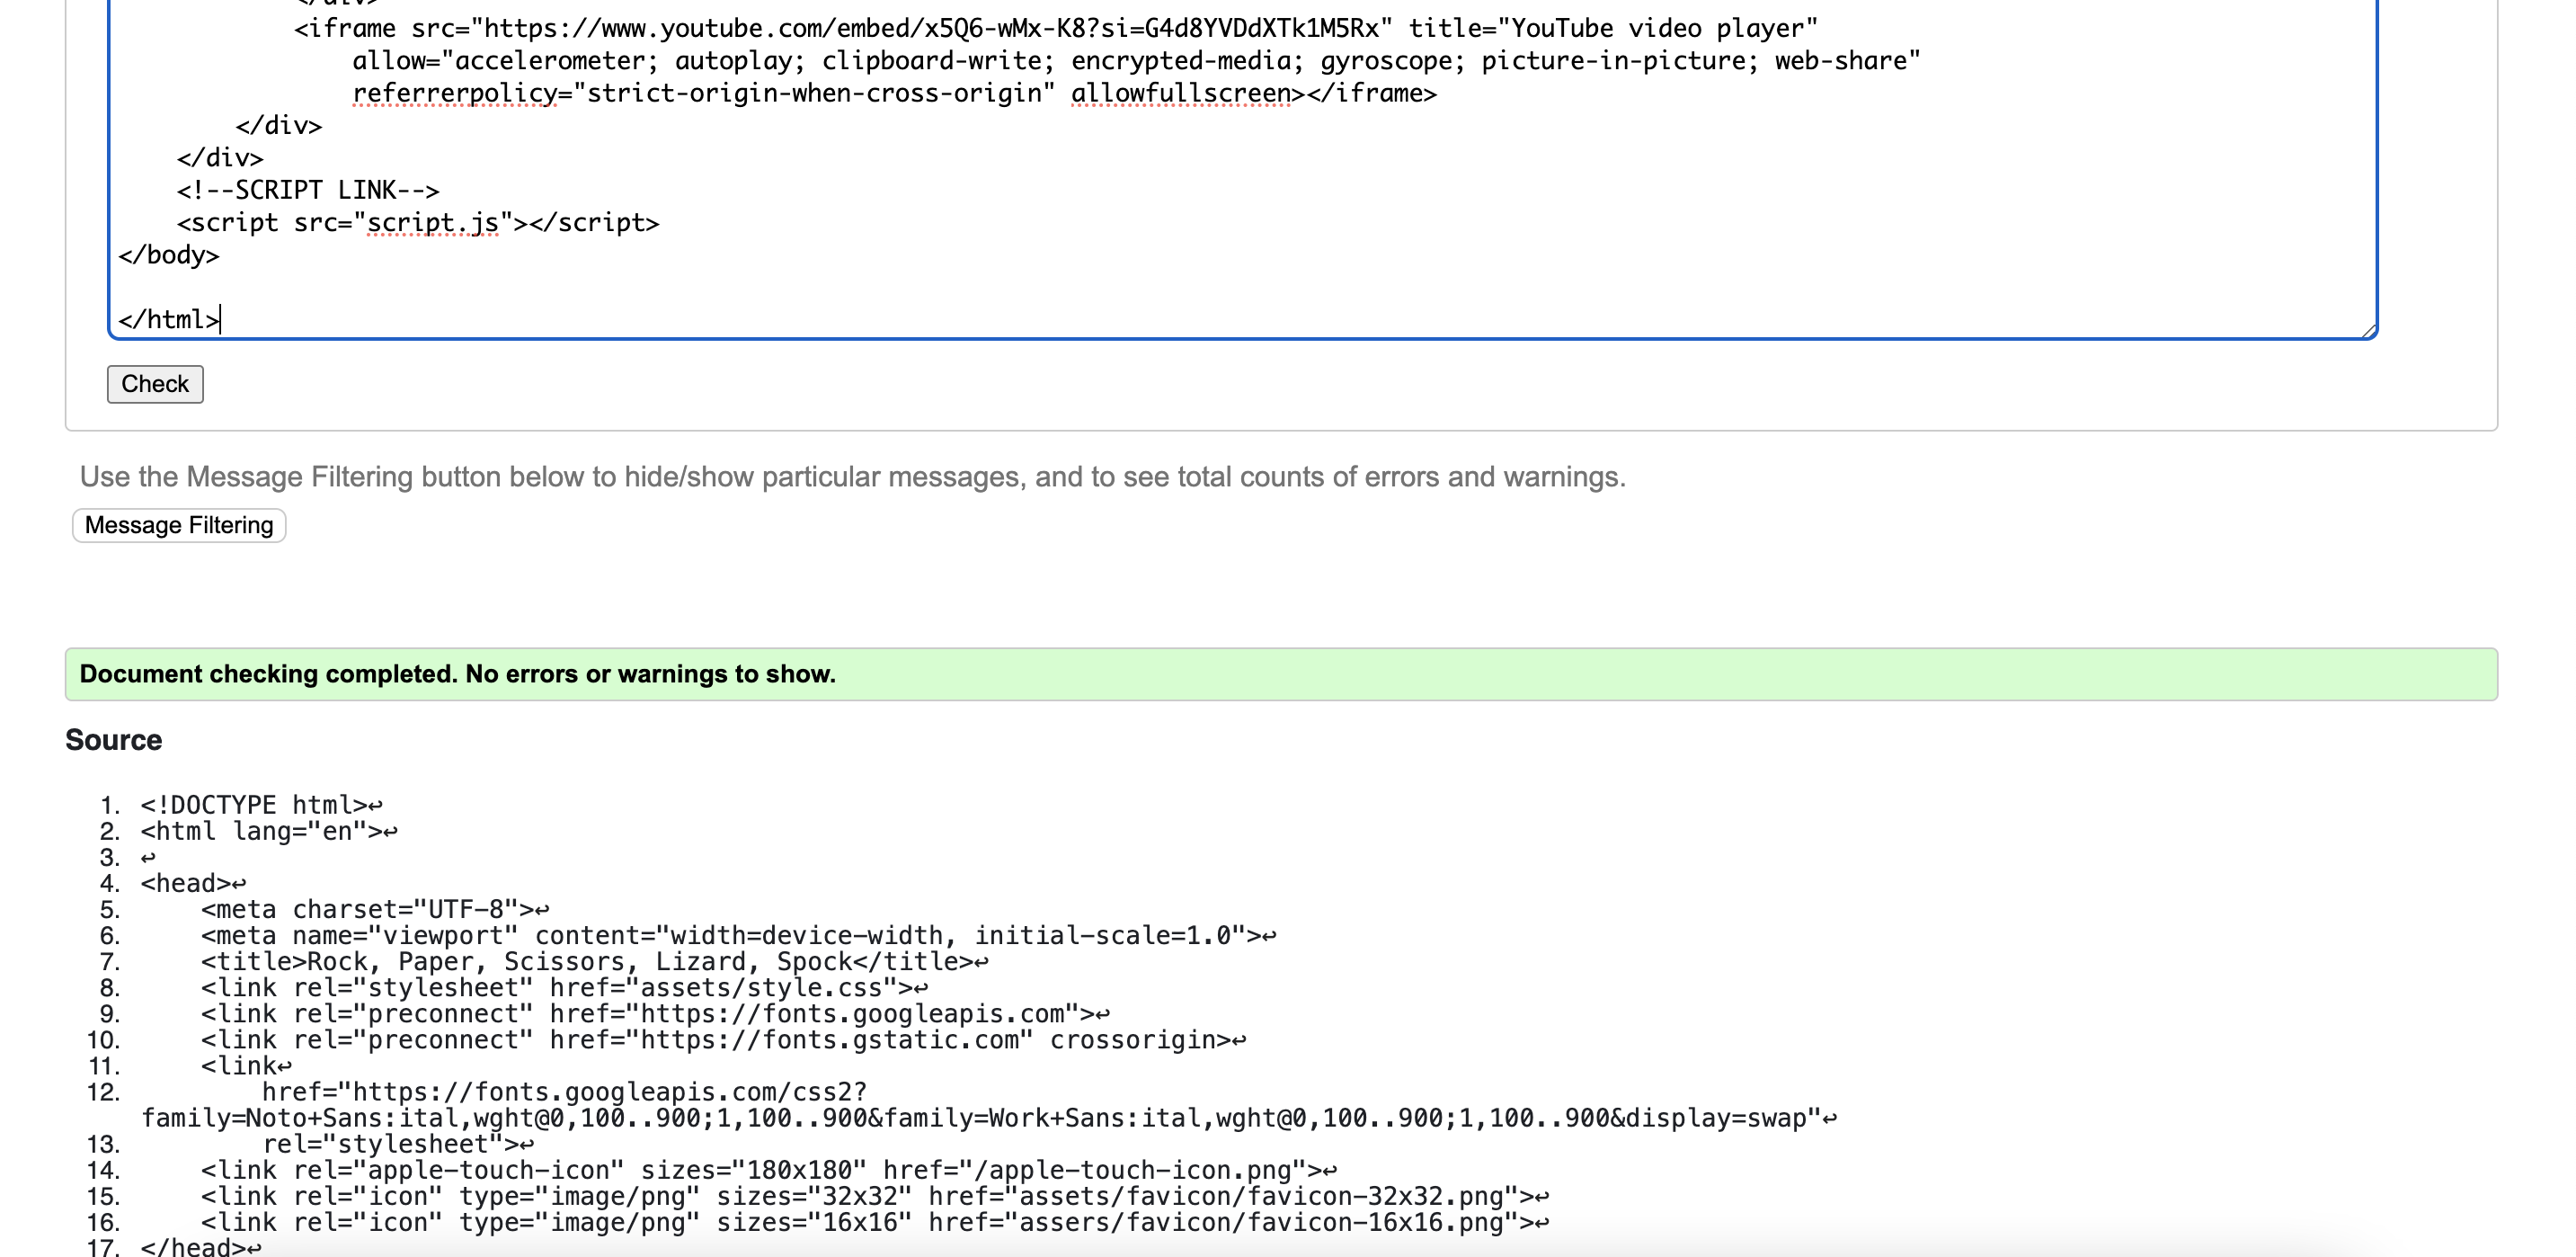 </div>
<iframe src="https://www.youtube.com/embed/x5Q6-wMx-K8?si=G4d8YVDdXTk1M5Rx" title="YouTube video player"
allow="accelerometer; autoplay; clipboard-write; encrypted-media; gyroscope; picture-in-picture; web-share"
referrerpolicy="strict-origin-when-cross-origin" allowfullscreen></iframe>
</div>
</div>
<!--SCRIPT LINK-->
<script src="script.js"></script>
</body>
</html>
Check
Use the Message Filtering button below to hide/show particular messages, and to see total counts of errors and warnings.
Message Filtering
Document checking completed. No errors or warnings to show.
Source
1. <!DOCTYPE html>↩
2. <html lang="en">↩
3. ↩
4. <head>↩
5. <meta charset="UTF-8">↩
6. <meta name="viewport" content="width=device-width, initial-scale=1.0">↩
7. <title>Rock, Paper, Scissors, Lizard, Spock</title>↩
8. <link rel="stylesheet" href="assets/style.css">↩
9. <link rel="preconnect" href="https://fonts.googleapis.com">↩
10. <link rel="preconnect" href="https://fonts.gstatic.com" crossorigin>↩
11. <link↩
12. href="https://fonts.googleapis.com/css2?
family=Noto+Sans:ital,wght@0,100..900;1,100..900&family=Work+Sans:ital,wght@0,100..900;1,100..900&display=swap"↩
13. rel="stylesheet">↩
14. <link rel="apple-touch-icon" sizes="180x180" href="/apple-touch-icon.png">↩
15. <link rel="icon" type="image/png" sizes="32x32" href="assets/favicon/favicon-32x32.png">↩
16. <link rel="icon" type="image/png" sizes="16x16" href="assers/favicon/favicon-16x16.png">↩
17. </head>↩